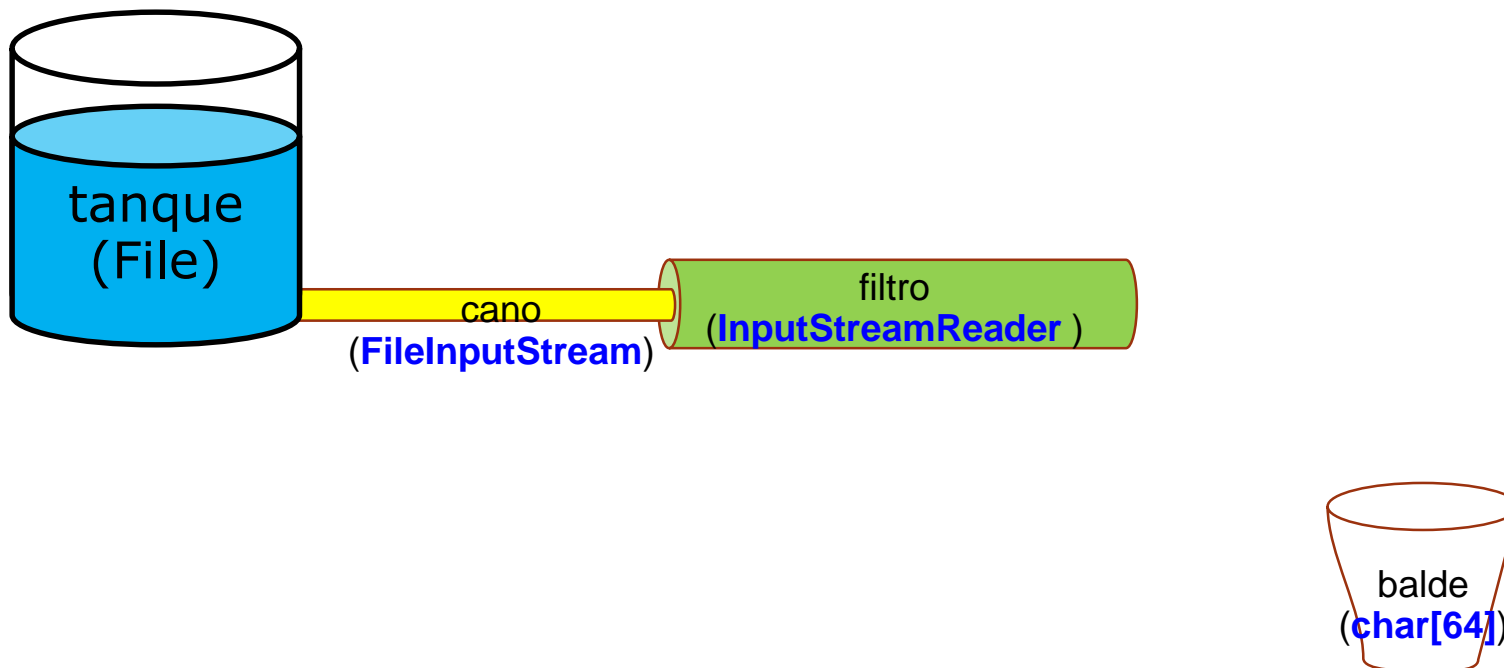 tanque
(File)
cano
(FileInputStream)
filtro
(InputStreamReader )
balde
(char[64])